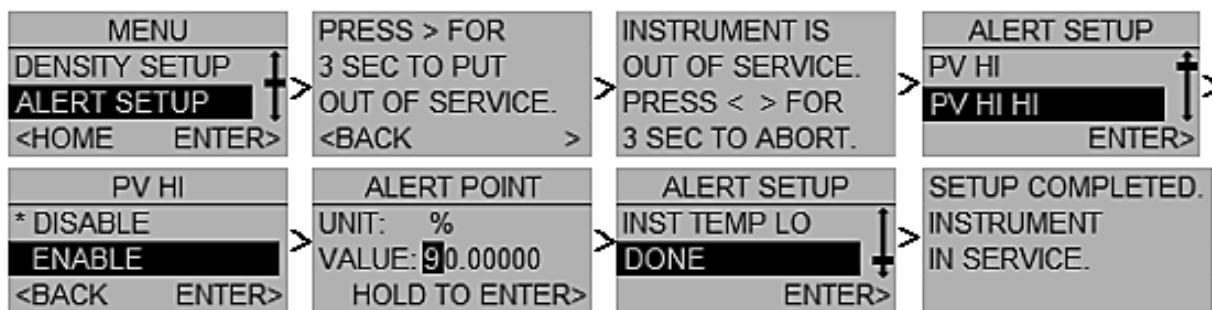 MENU
DENSITY SETUP
ALERT SETUP
<HOME ENTER>
PRESS > FOR
3 SEC TO PUT
OUT OF SERVICE.
<BACK >
INSTRUMENT IS
OUT OF SERVICE.
PRESS < > FOR
3 SEC TO ABORT.
ALERT SETUP
PV HI
PV HI HI
ENTER>
PV HI
* DISABLE
ENABLE
<BACK ENTER>
ALERT POINT
UNIT: %
VALUE: 90.00000
HOLD TO ENTER>
ALERT SETUP
INST TEMP LO
DONE
ENTER>
SETUP COMPLETED.
INSTRUMENT
IN SERVICE.